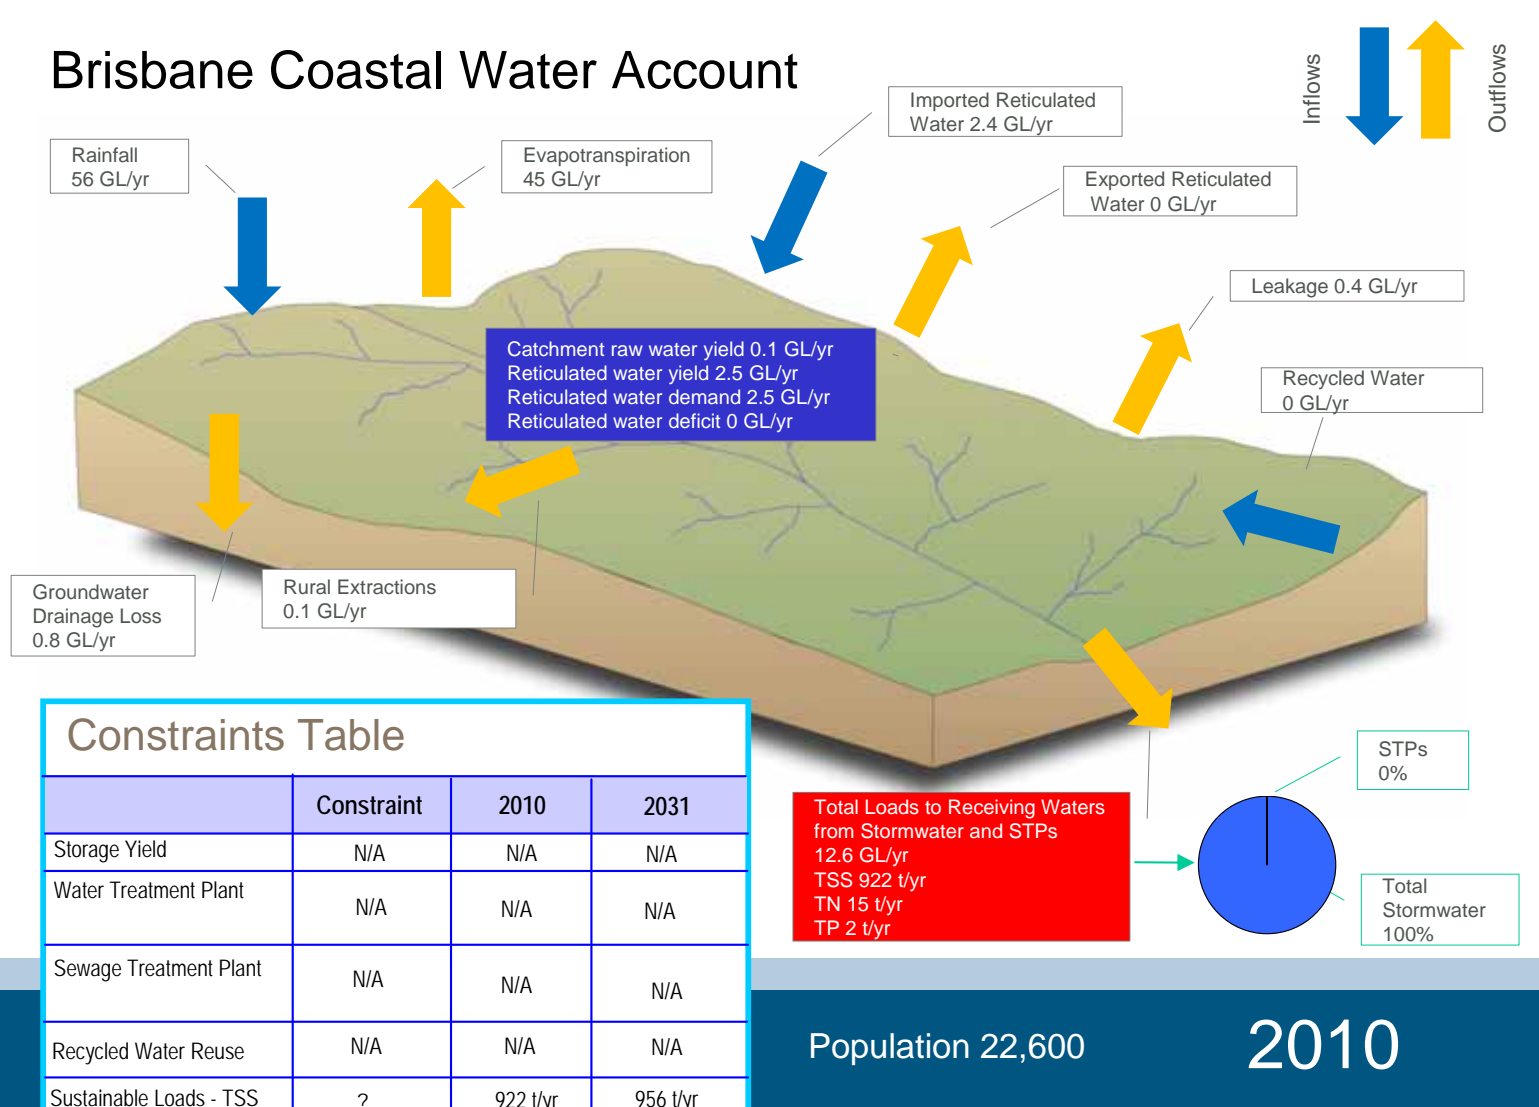 Brisbane Coastal Water Account
Inflows
Outflows
Imported Reticulated
Water 2.4 GL/yr
Rainfall
56 GL/yr
Evapotranspiration
45 GL/yr
Exported Reticulated
Water 0 GL/yr
Leakage 0.4 GL/yr
Catchment raw water yield 0.1 GL/yr
Reticulated water yield 2.5 GL/yr
Reticulated water demand 2.5 GL/yr
Reticulated water deficit 0 GL/yr
Recycled Water
0 GL/yr
Groundwater
Drainage Loss
0.8 GL/yr
Rural Extractions
0.1 GL/yr
Constraints Table
Constraint 2010 2031
Storage Yield N/A N/A N/A
Water Treatment Plant N/A N/A N/A
Sewage Treatment Plant N/A N/A N/A
Recycled Water Reuse N/A N/A N/A
Sustainable Loads - TSS ? 922 t/yr 956 t/yr
Total Loads to Receiving Waters
from Stormwater and STPs
12.6 GL/yr
TSS 922 t/yr
TN 15 t/yr
TP 2 t/yr
STPs
0%
Total
Stormwater
100%
Population 22,600
2010